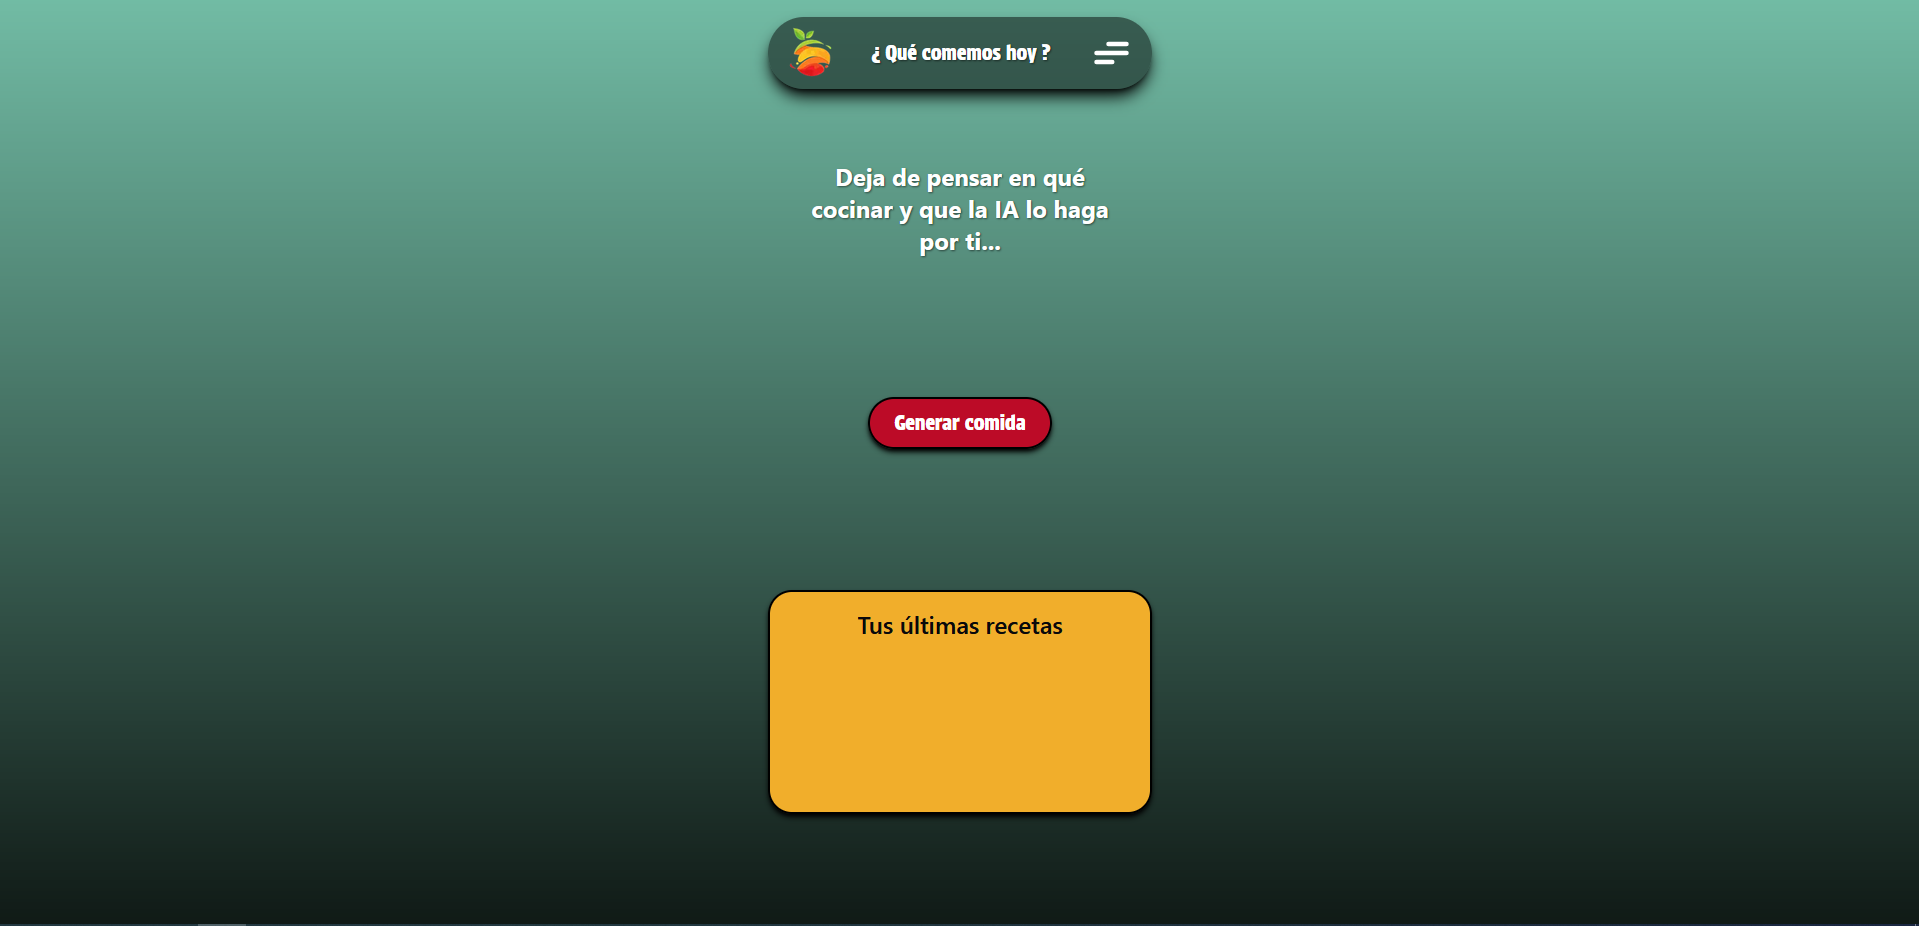 ¿ Qué comemos hoy ?
Deja de pensar en qué
cocinar y que la IA lo haga
por ti...
Generar comida
Tus últimas recetas